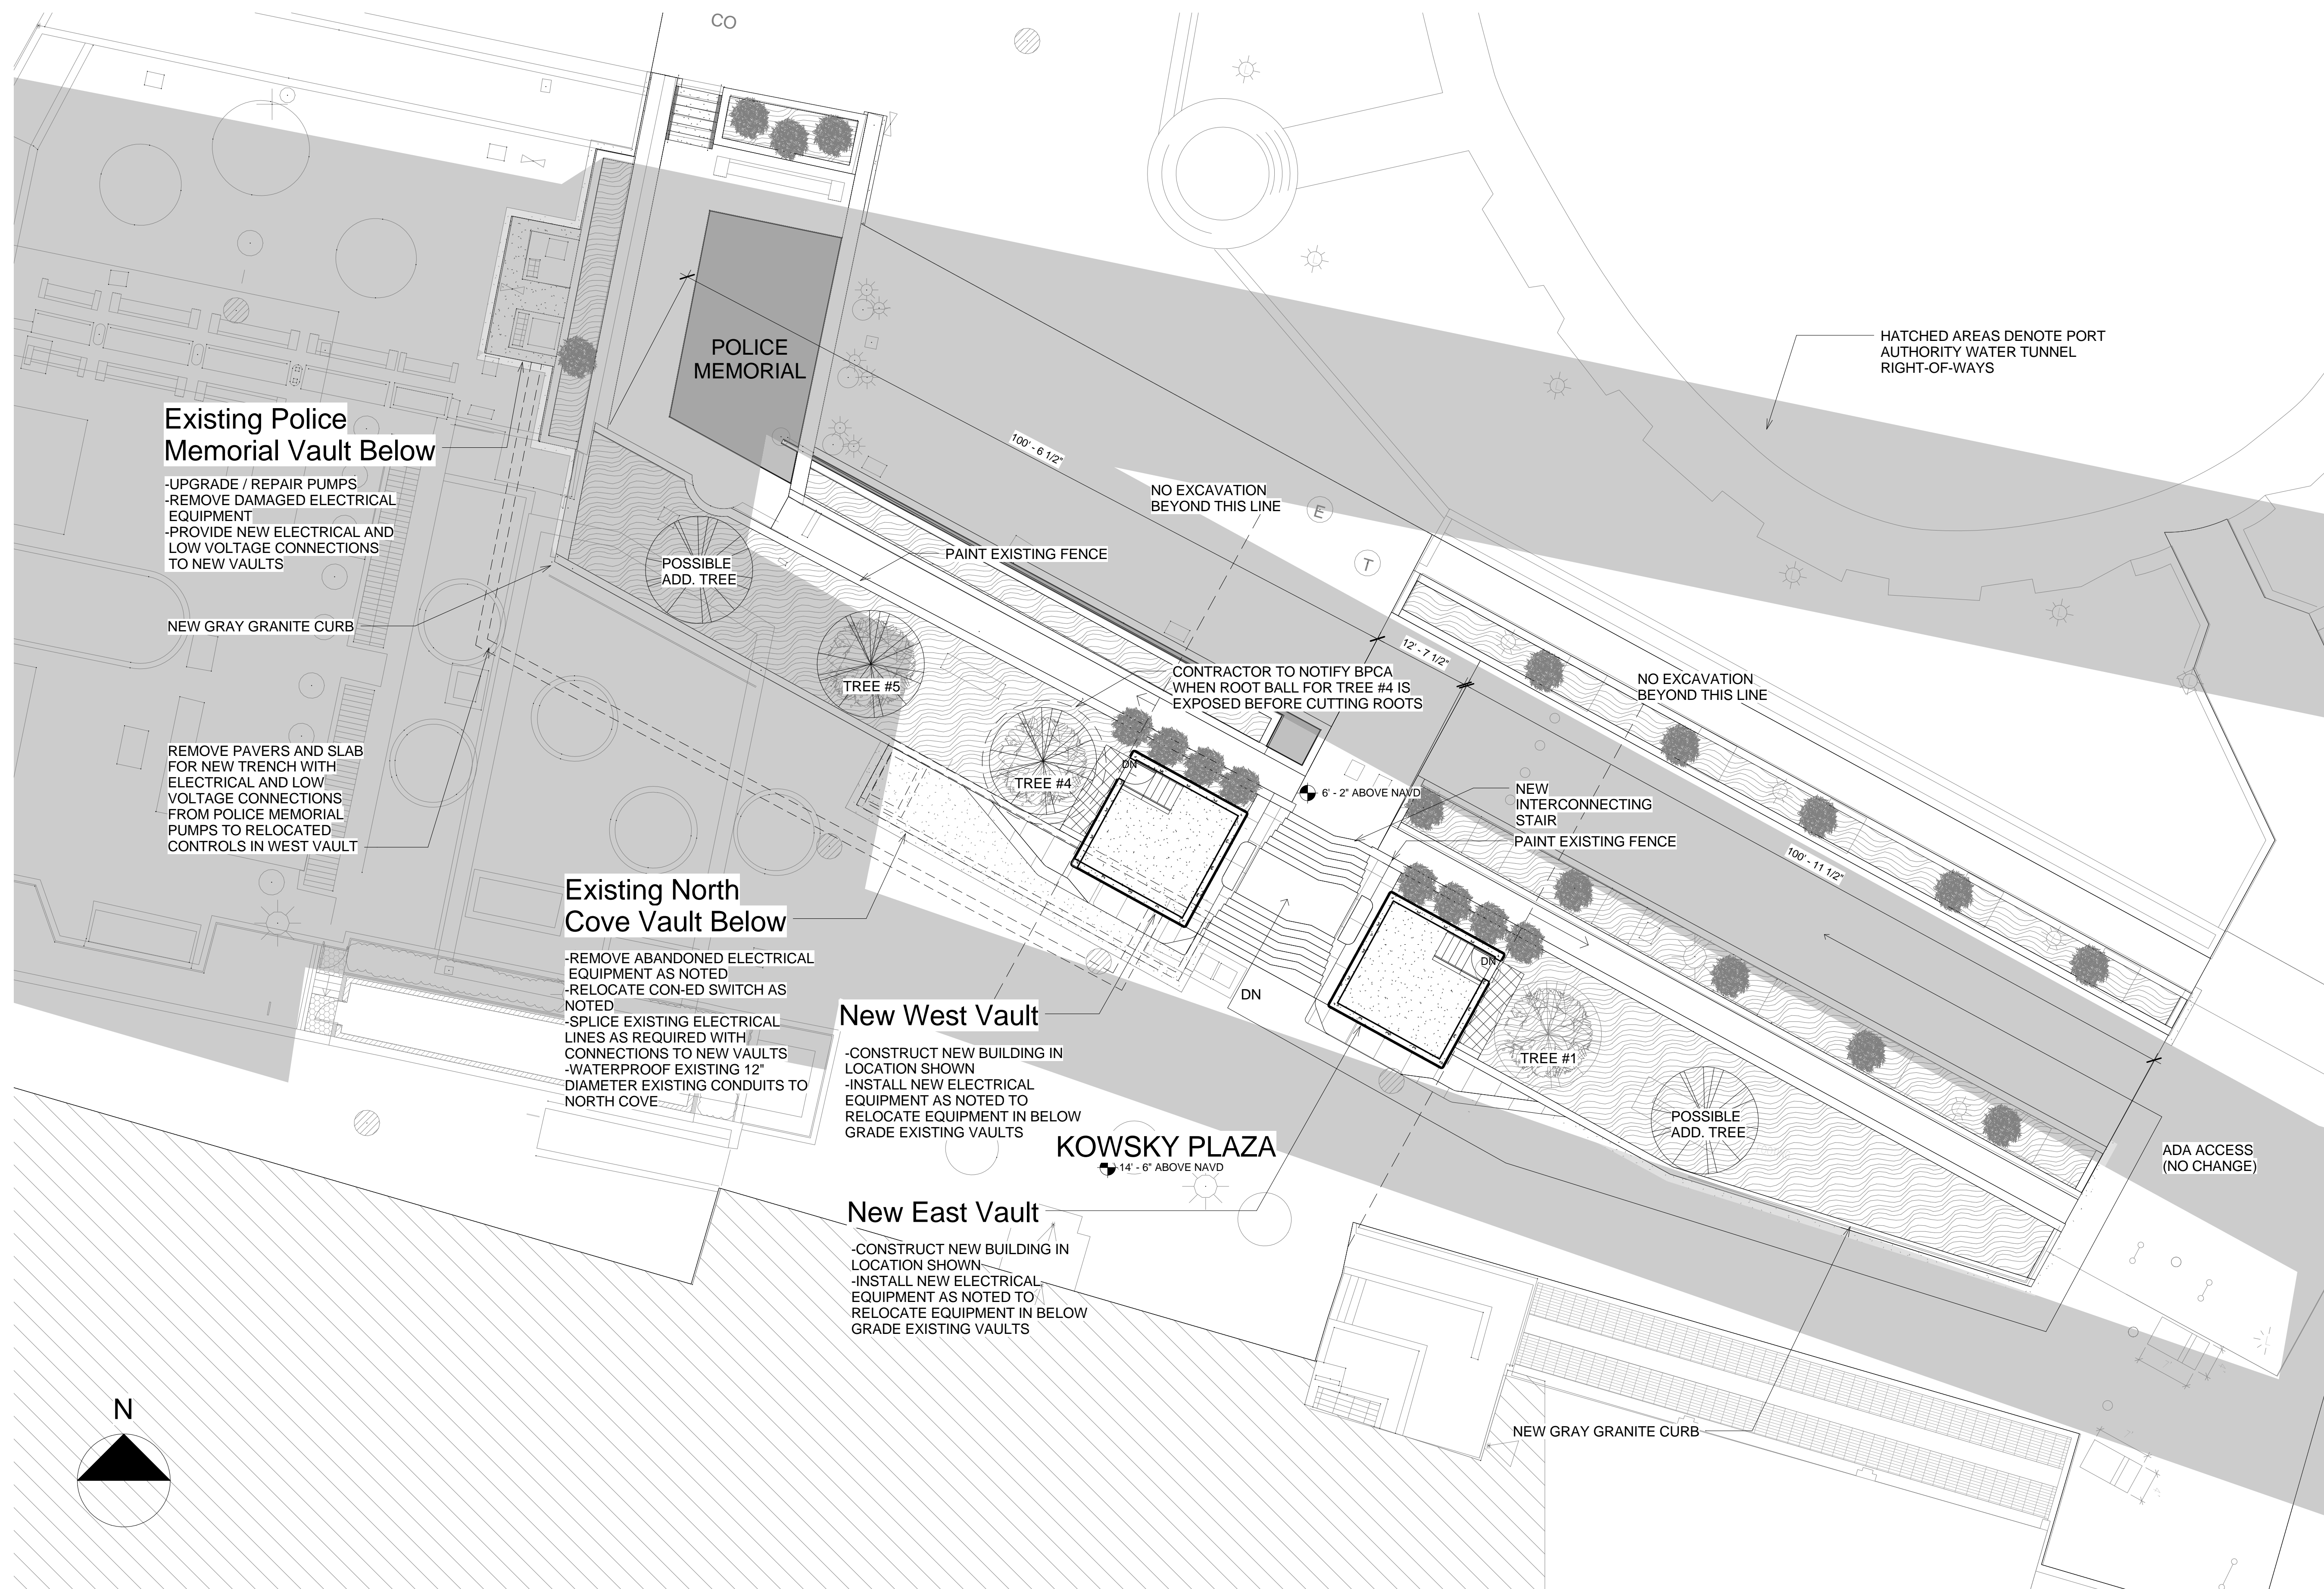 CO
HATCHED AREAS DENOTE PORT
AUTHORITY WATER TUNNEL
RIGHT-OF-WAYS
POLICE
MEMORIAL
Existing Police
Memorial Vault Below
-UPGRADE / REPAIR PUMPS
-REMOVE DAMAGED ELECTRICAL
EQUIPMENT
-PROVIDE NEW ELECTRICAL AND
LOW VOLTAGE CONNECTIONS
TO NEW VAULTS
100' - 6 1/2"
NO EXCAVATION
BEYOND THIS LINE
E
T
PAINT EXISTING FENCE
POSSIBLE
ADD. TREE
NEW GRAY GRANITE CURB
12' - 7 1/2"
TREE #5
CONTRACTOR TO NOTIFY BPCA
WHEN ROOT BALL FOR TREE #4 IS
EXPOSED BEFORE CUTTING ROOTS
NO EXCAVATION
BEYOND THIS LINE
REMOVE PAVERS AND SLAB
FOR NEW TRENCH WITH
ELECTRICAL AND LOW
VOLTAGE CONNECTIONS
FROM POLICE MEMORIAL
PUMPS TO RELOCATED
CONTROLS IN WEST VAULT
DN
TREE #4
6' - 2" ABOVE NAVD
NEW
INTERCONNECTING
STAIR
PAINT EXISTING FENCE
100' - 11 1/2"
Existing North
Cove Vault Below
-REMOVE ABANDONED ELECTRICAL
EQUIPMENT AS NOTED
-RELOCATE CON-ED SWITCH AS
NOTED
-SPLICE EXISTING ELECTRICAL
LINES AS REQUIRED WITH
CONNECTIONS TO NEW VAULTS
-WATERPROOF EXISTING 12"
DIAMETER EXISTING CONDUITS TO
NORTH COVE
DN
DN
New West Vault
-CONSTRUCT NEW BUILDING IN
LOCATION SHOWN
-INSTALL NEW ELECTRICAL
EQUIPMENT AS NOTED TO
RELOCATE EQUIPMENT IN BELOW
GRADE EXISTING VAULTS
TREE #1
POSSIBLE
ADD. TREE
KOWSKY PLAZA
14' - 6" ABOVE NAVD
ADA ACCESS
(NO CHANGE)
New East Vault
-CONSTRUCT NEW BUILDING IN
LOCATION SHOWN
-INSTALL NEW ELECTRICAL
EQUIPMENT AS NOTED TO
RELOCATE EQUIPMENT IN BELOW
GRADE EXISTING VAULTS
N
NEW GRAY GRANITE CURB